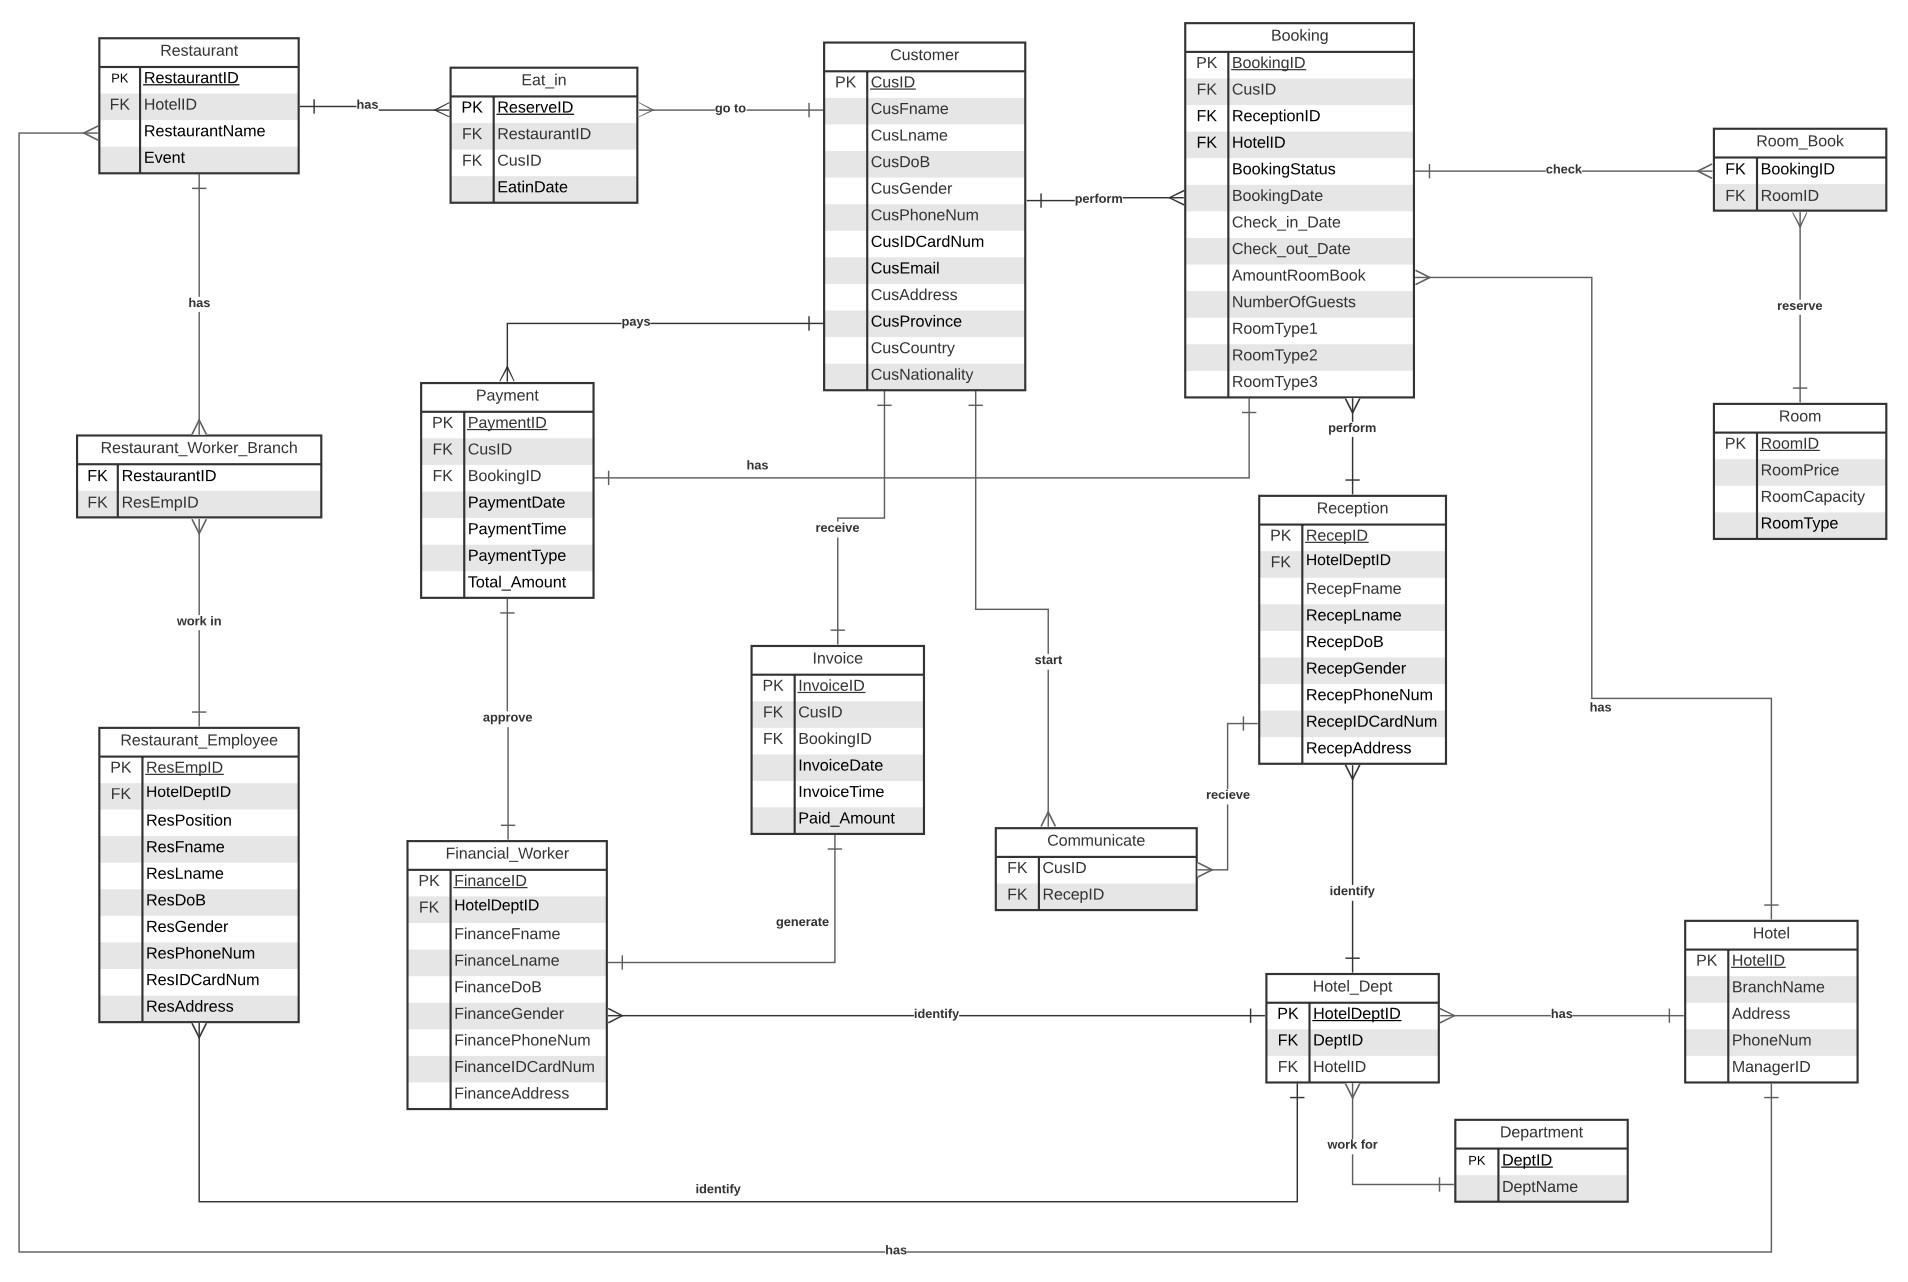 Restaurant
PK RestaurantID
FK HotelID
RestaurantName
Event
has
Eat_in
PK ReserveID
FK RestaurantID
FK CusID
EatinDate
go to
Customer
PK CusID
CusFname
CusLname
CusDoB
CusGender
CusPhoneNum
CusIDCardNum
CusEmail
CusAddress
CusProvince
CusCountry
CusNationality
perform
Booking
PK BookingID
FK CusID
FK ReceptionID
FK HotelID
BookingStatus
BookingDate
Check_in_Date
Check_out_Date
AmountRoomBook
NumberOfGuests
RoomType1
RoomType2
RoomType3
check
Room_Book
FK BookingID
FK RoomID
reserve
Room
PK RoomID
RoomPrice
RoomCapacity
RoomType
has
pays
Payment
PK PaymentID
FK CusID
FK BookingID
PaymentDate
PaymentTime
PaymentType
Total_Amount
has
perform
Restaurant_Worker_Branch
FK RestaurantID
FK ResEmpID
work in
approve
receive
start
Invoice
PK InvoiceID
FK CusID
FK BookingID
InvoiceDate
InvoiceTime
Paid_Amount
Reception
PK RecepID
FK HotelDeptID
RecepFname
RecepLname
RecepDoB
RecepGender
RecepPhoneNum
RecepIDCardNum
RecepAddress
has
recieve
Restaurant_Employee
PK ResEmpID
FK HotelDeptID
ResPosition
ResFname
ResLname
ResDoB
ResGender
ResPhoneNum
ResIDCardNum
ResAddress
Financial_Worker
PK FinanceID
FK HotelDeptID
FinanceFname
FinanceLname
FinanceDoB
FinanceGender
FinancePhoneNum
FinanceIDCardNum
FinanceAddress
generate
Communicate
FK CusID
FK RecepID
identify
identify
Hotel_Dept
PK HotelDeptID
FK DeptID
FK HotelID
has
Hotel
PK HotelID
BranchName
Address
PhoneNum
ManagerID
work for
Department
PK DeptID
DeptName
identify
has